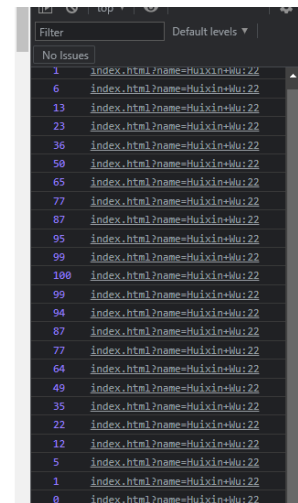 top ▼
Filter Default levels ▼
No Issues
1 index.html?name=Huixin+Wu:22
6 index.html?name=Huixin+Wu:22
13 index.html?name=Huixin+Wu:22
23 index.html?name=Huixin+Wu:22
36 index.html?name=Huixin+Wu:22
50 index.html?name=Huixin+Wu:22
65 index.html?name=Huixin+Wu:22
77 index.html?name=Huixin+Wu:22
87 index.html?name=Huixin+Wu:22
95 index.html?name=Huixin+Wu:22
99 index.html?name=Huixin+Wu:22
100 index.html?name=Huixin+Wu:22
99 index.html?name=Huixin+Wu:22
94 index.html?name=Huixin+Wu:22
87 index.html?name=Huixin+Wu:22
77 index.html?name=Huixin+Wu:22
64 index.html?name=Huixin+Wu:22
49 index.html?name=Huixin+Wu:22
35 index.html?name=Huixin+Wu:22
22 index.html?name=Huixin+Wu:22
12 index.html?name=Huixin+Wu:22
5 index.html?name=Huixin+Wu:22
1 index.html?name=Huixin+Wu:22
0 index.html?name=Huixin+Wu:22